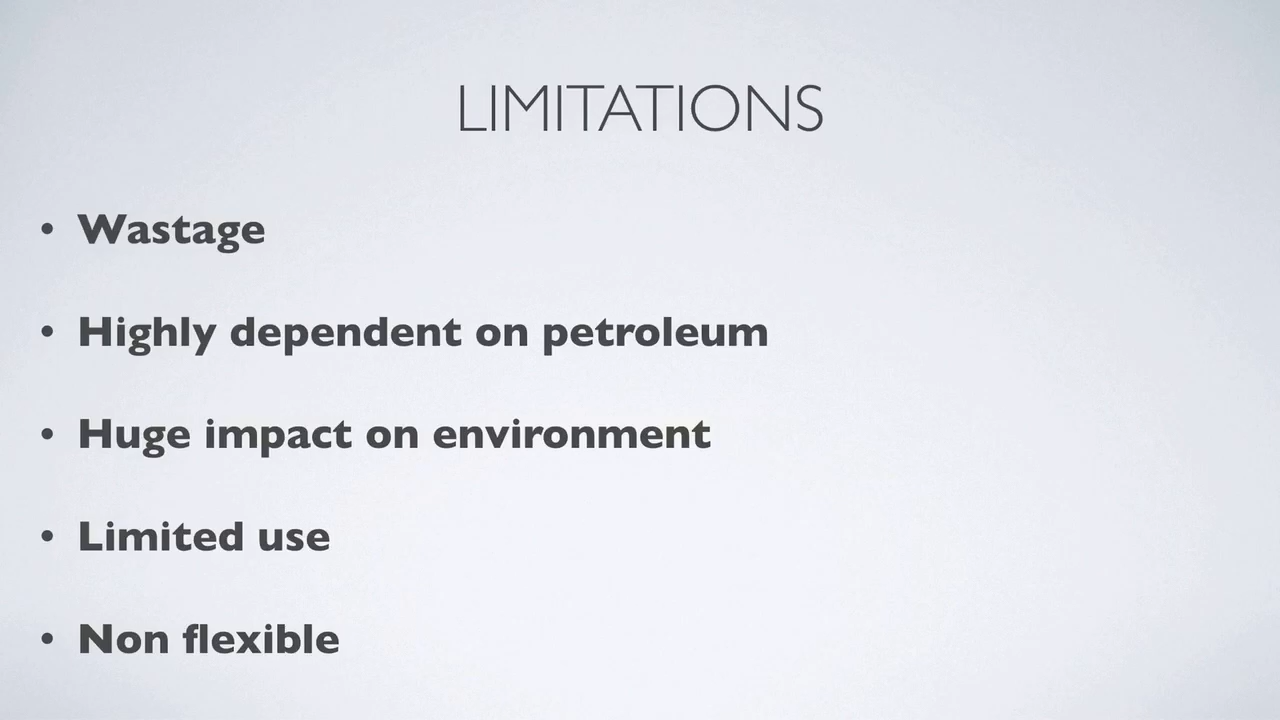 LIMITATIONS
• Wastage
• Highly dependent on petroleum
• Huge impact on environment
• Limited use
• Non flexible